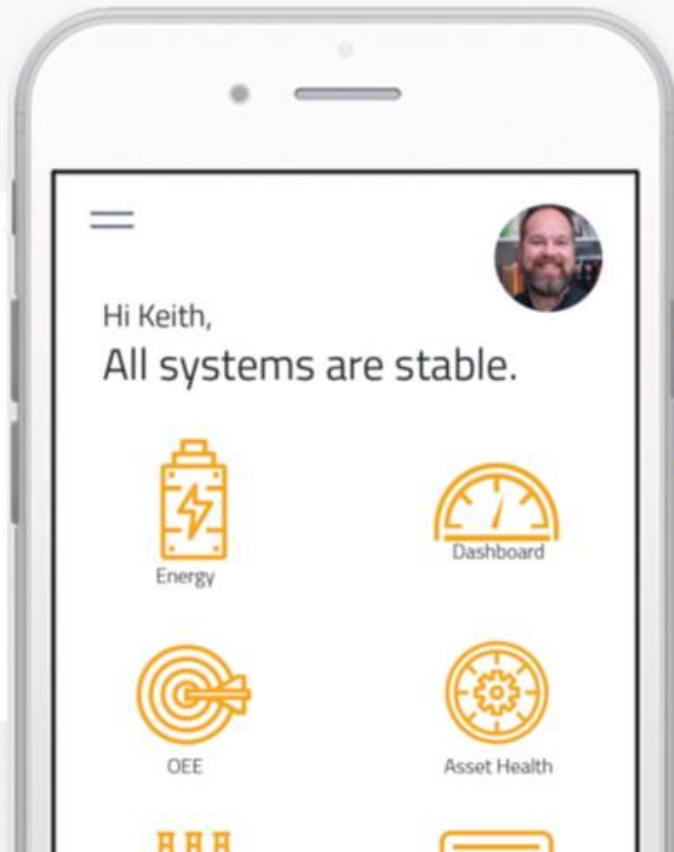 Hi Keith,
All systems are stable.
Energy
Dashboard
OEE
Asset Health